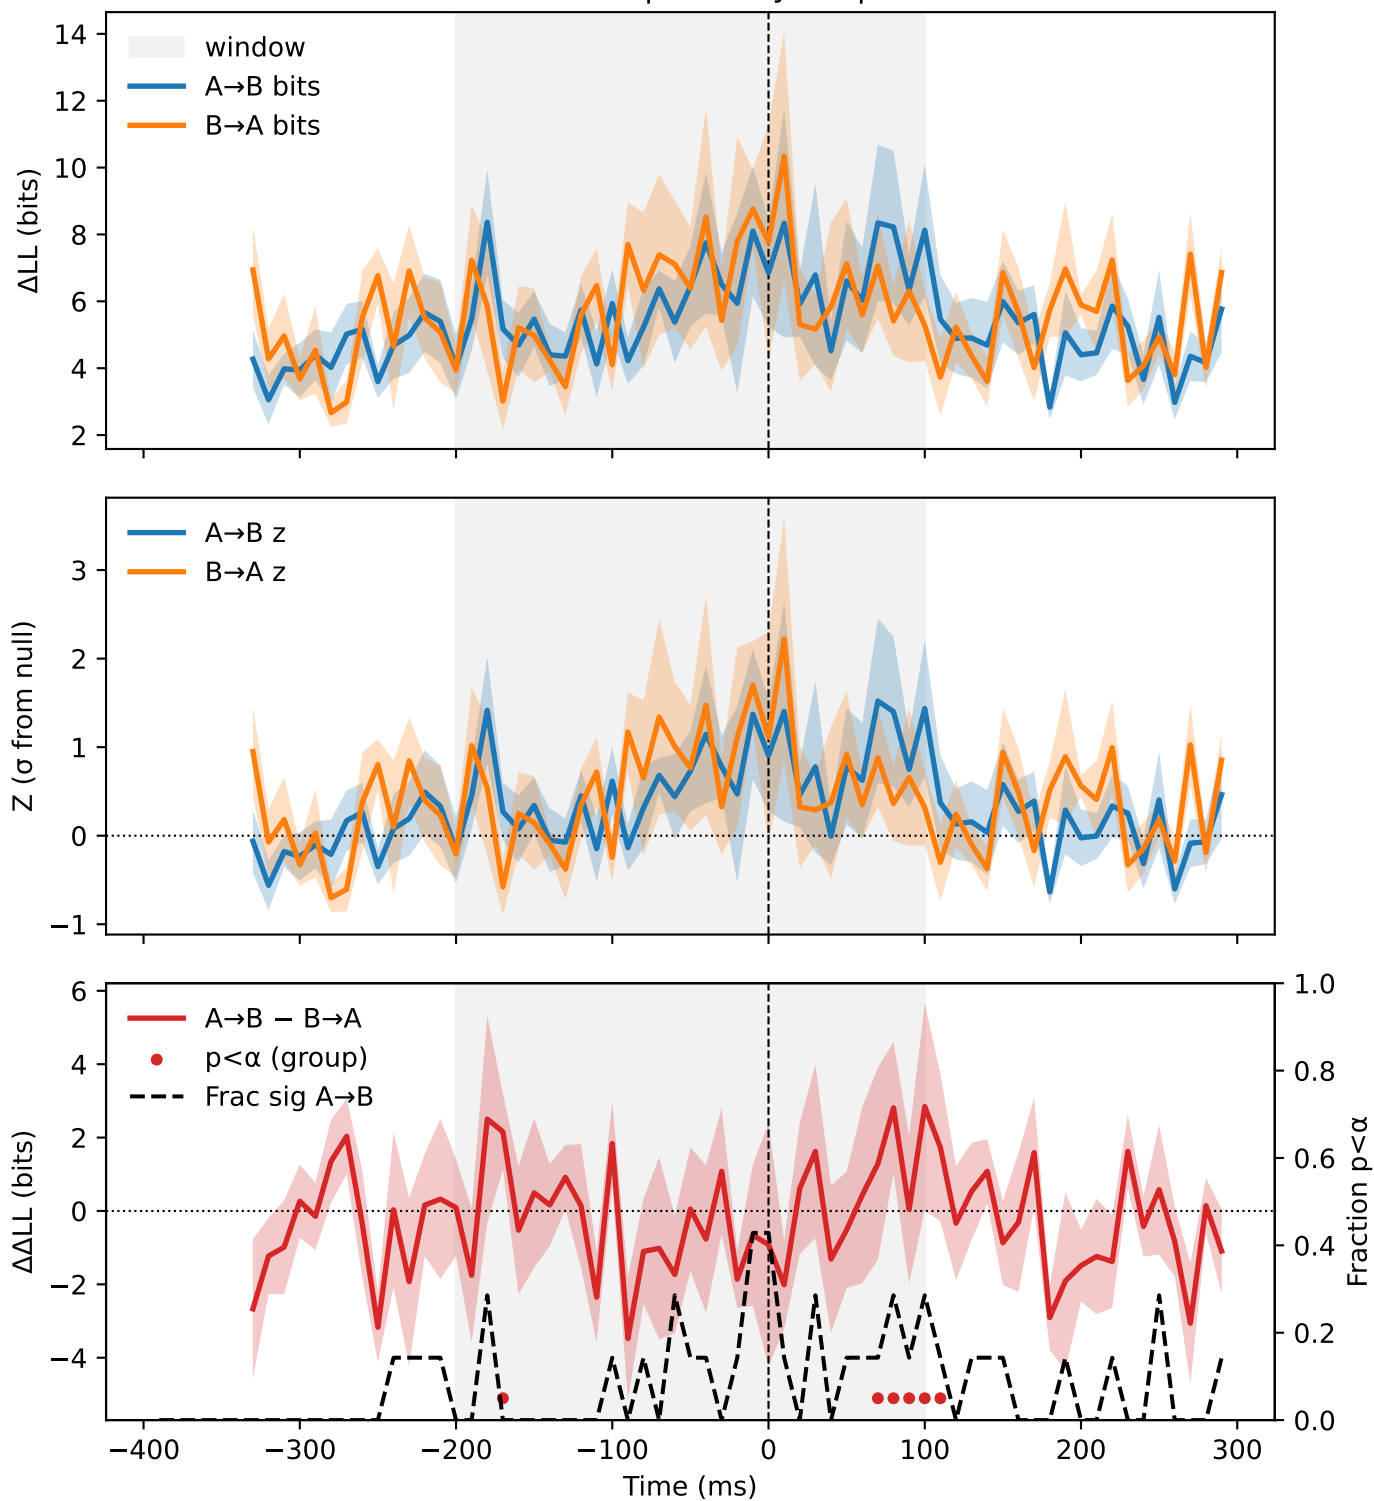 14
12
10
8
6
4
2
ΔLL (bits)
window
A→B bits
B→A bits
3
2
1
0
−1
Z (σ from null)
A→B z
B→A z
6
4
2
0
−2
−4
ΔΔLL (bits)
A→B − B→A
p<α (group)
Frac sig A→B
1.0
0.8
0.6
0.4
0.2
0.0
Fraction p<α
−400
−300
−200
−100
0
100
200
300
Time (ms)